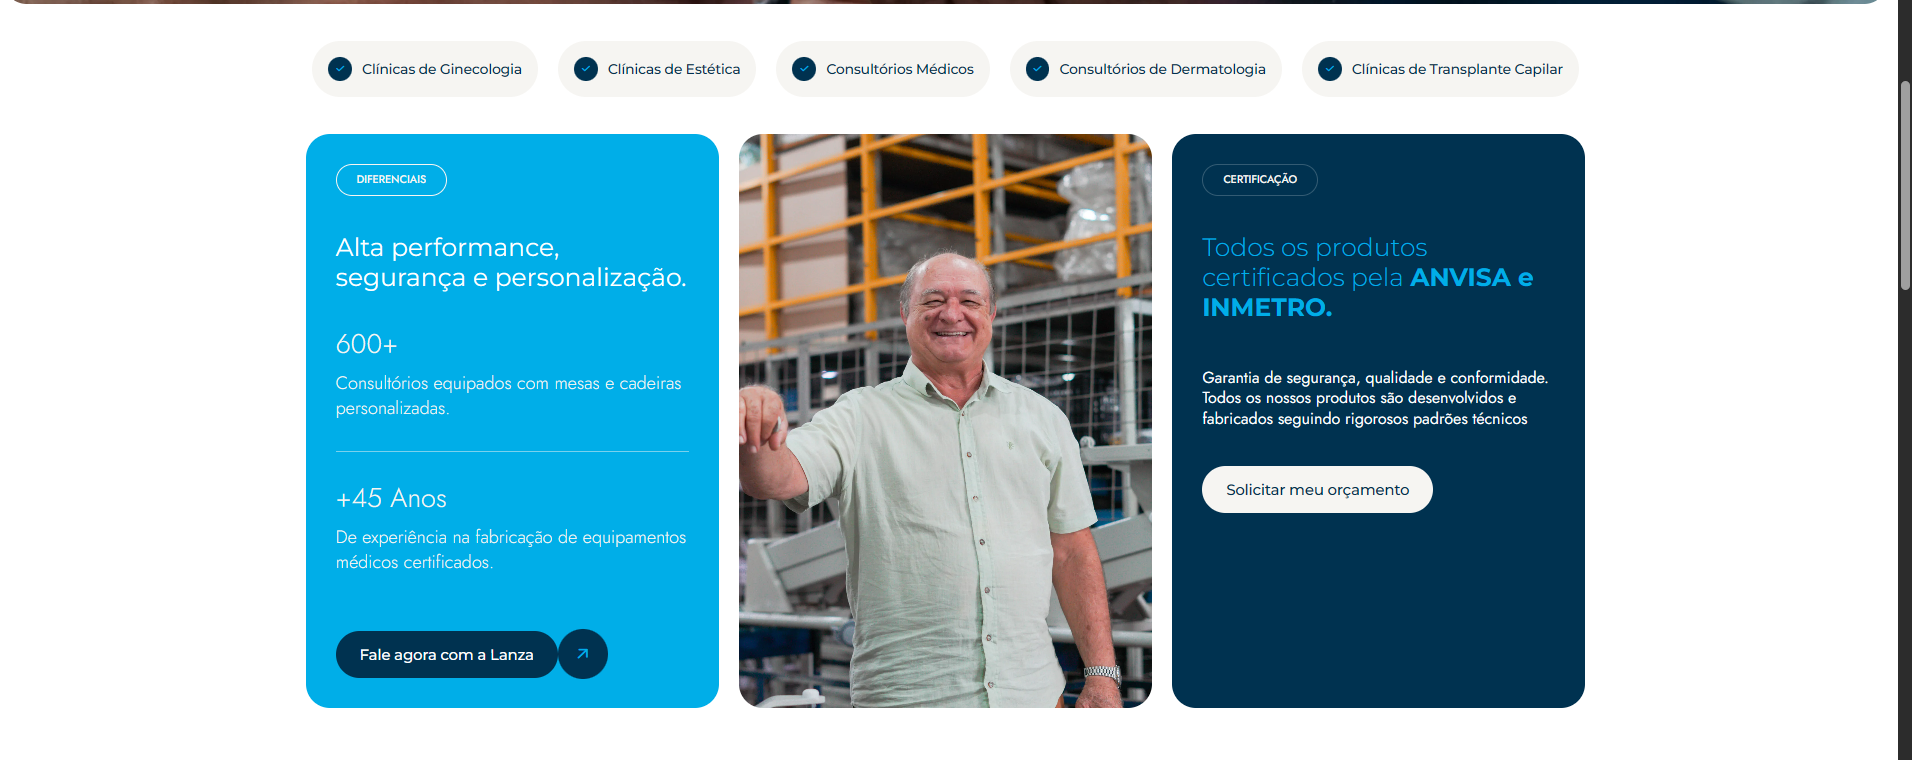 Clínicas de Ginecologia
Clínicas de Estética
Consultórios Médicos
Consultórios de Dermatologia
Clínicas de Transplante Capilar
DIFERENCIAIS
Alta performance,
segurança e personalização.
600+
Consultórios equipados com mesas e cadeiras
personalizadas.
+45 Anos
De experiência na fabricação de equipamentos
médicos certificados.
Fale agora com a Lanza
CERTIFICAÇÃO
Todos os produtos
certificados pela ANVISA e
INMETRO.
Garantia de segurança, qualidade e conformidade.
Todos os nossos produtos são desenvolvidos e
fabricados seguindo rigorosos padrões técnicos
Solicitar meu orçamento